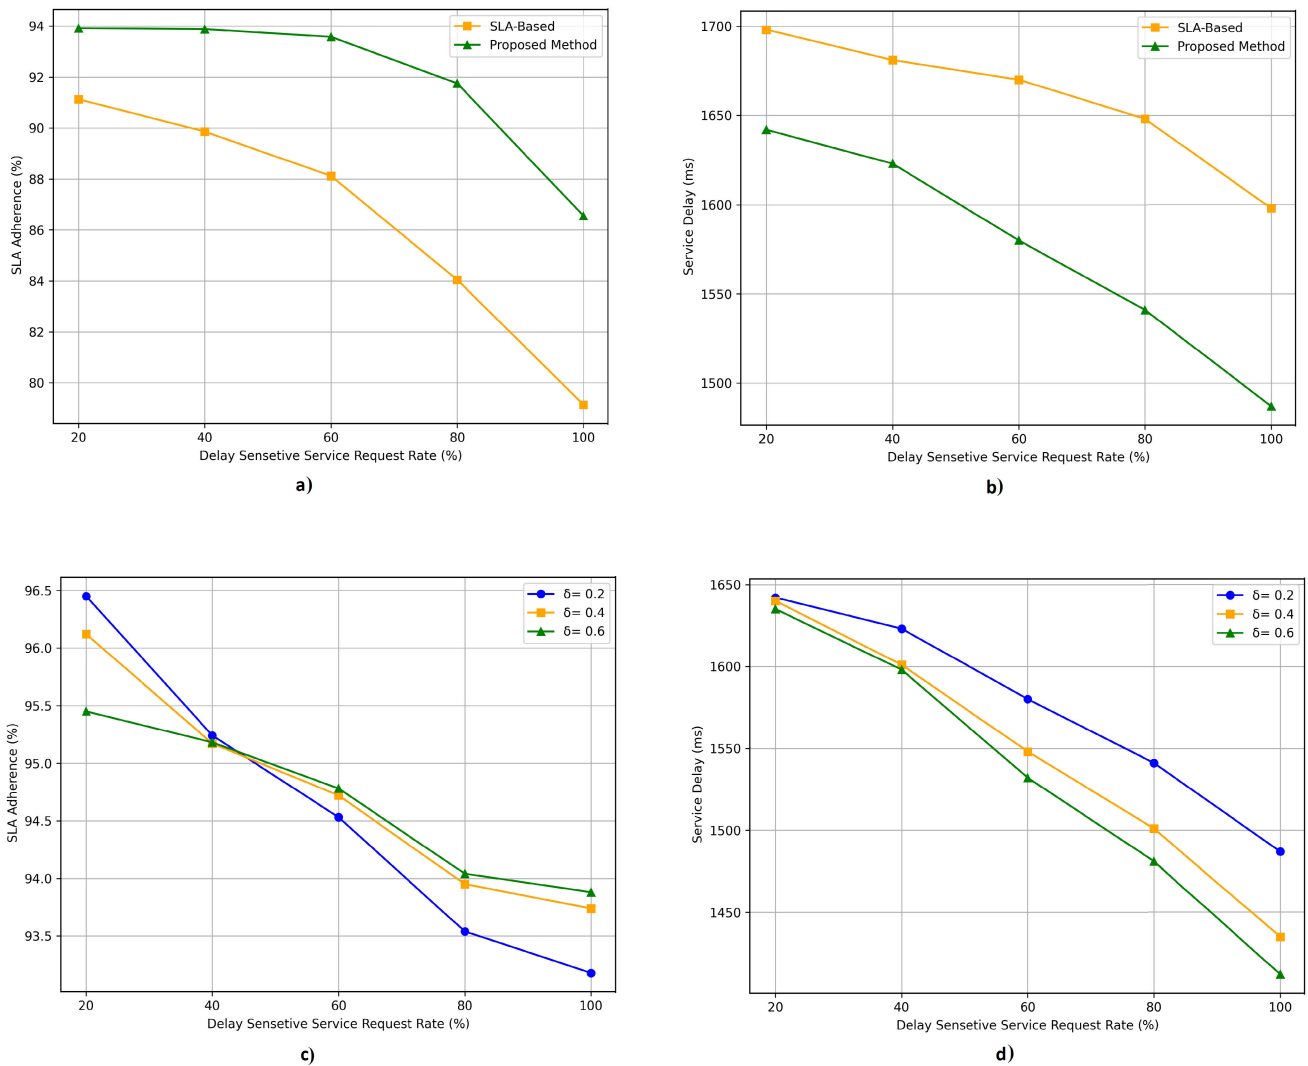 94
92
90
88
86
84
82
80
20 40 60 80 100
SLA Adherence (%)
Delay Sensetive Service Request Rate (%)
SLA-Based
Proposed Method
a)
1700
1650
1600
1550
1500
20 40 60 80 100
Service Delay (ms)
Delay Sensetive Service Request Rate (%)
SLA-Based
Proposed Method
b)
96.5
96.0
95.5
95.0
94.5
94.0
93.5
20 40 60 80 100
SLA Adherence (%)
Delay Sensetive Service Request Rate (%)
δ= 0.2
δ= 0.4
δ= 0.6
c)
1650
1600
1550
1500
1450
20 40 60 80 100
Service Delay (ms)
Delay Sensetive Service Request Rate (%)
δ= 0.2
δ= 0.4
δ= 0.6
d)